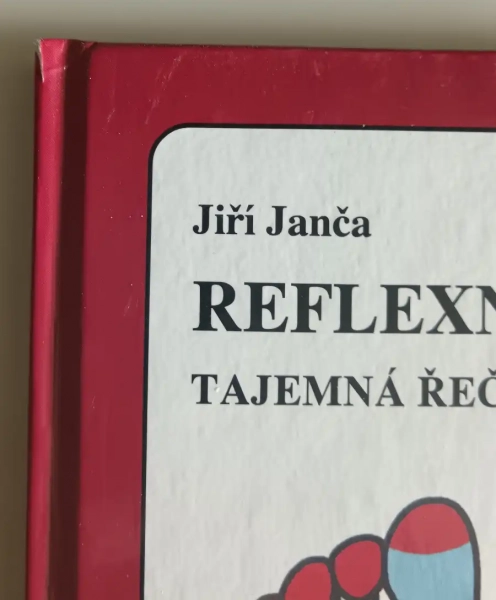 Jiří Janča
REFLEXN
TAJEMNÁ ŘEČ